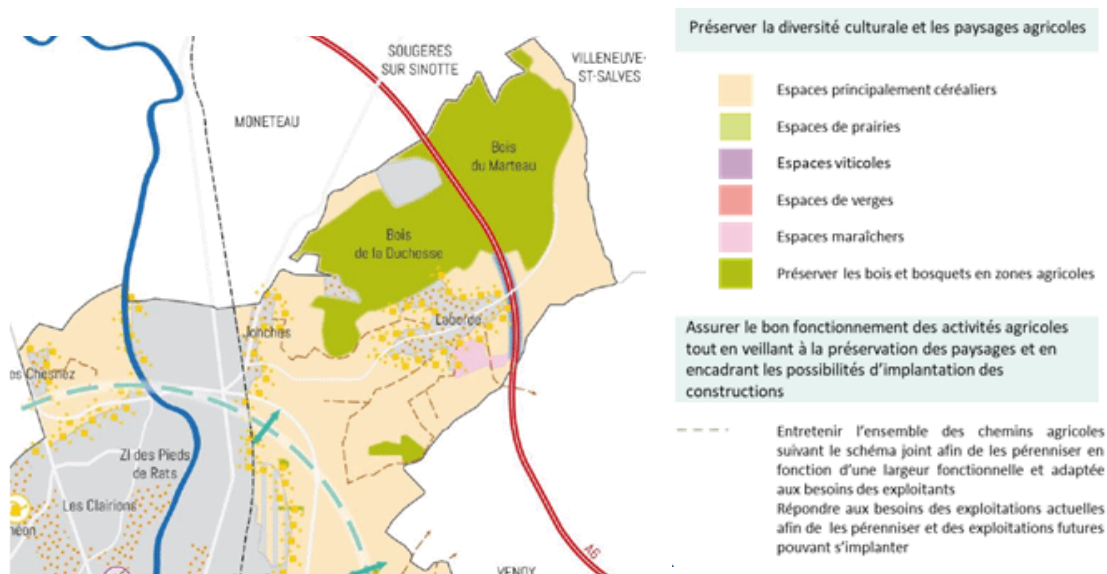 SOUGERES
SUR SINOTTE
VILLENEUVE-
ST-SALVES
MONETEAU
Bois
du Marteau
Bois
de la Duchesse
Jonches
Laborde
es Chesnez
ZI des Pieds
de Rats
Les Clairions
méon
A6
VENOY
Préserver la diversité culturale et les paysages agricoles
Espaces principalement céréaliers
Espaces de prairies
Espaces viticoles
Espaces de verges
Espaces maraîchers
Préserver les bois et bosquets en zones agricoles
Assurer le bon fonctionnement des activités agricoles
tout en veillant à la préservation des paysages et en
encadrant les possibilités d'implantation des
constructions
Entretenir l'ensemble des chemins agricoles
suivant le schéma joint afin de les pérenniser en
fonction d'une largeur fonctionnelle et adaptée
aux besoins des exploitants
Répondre aux besoins des exploitations actuelles
afin de les pérenniser et des exploitations futures
pouvant s'implanter